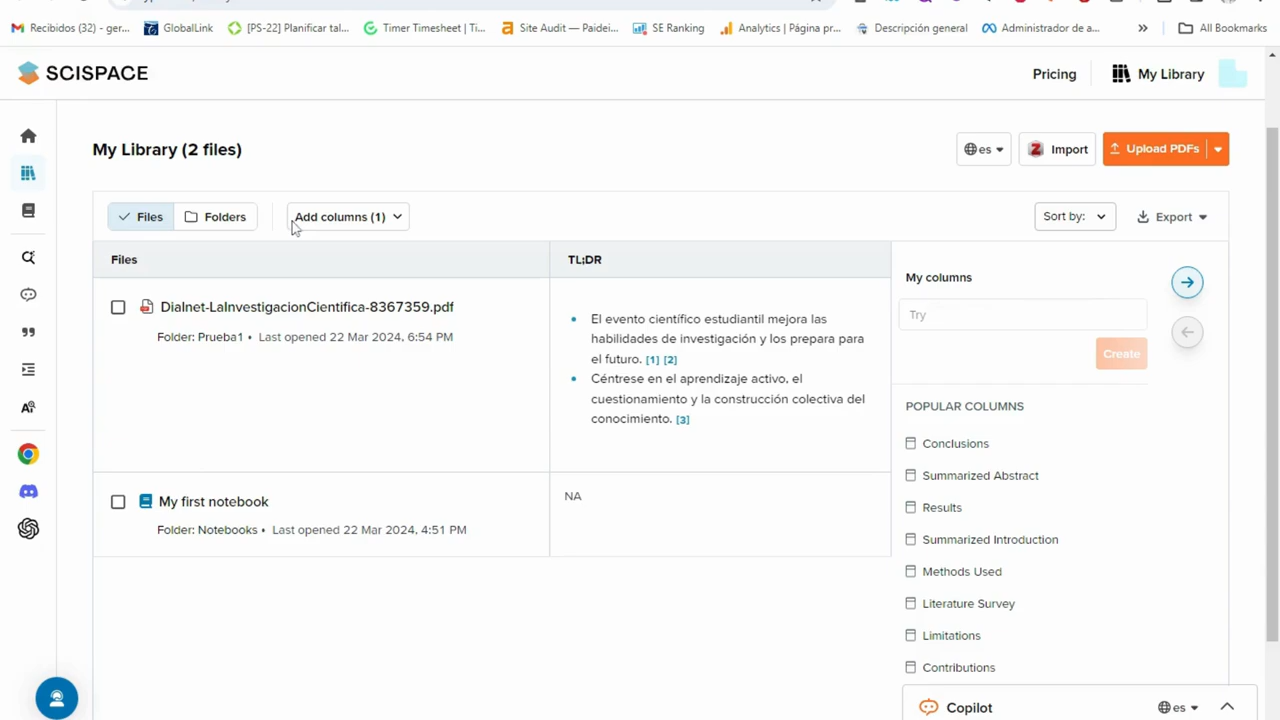 Recibidos (32) - ger... GlobalLink [PS-22] Planificar tal... Timer Timesheet | Ti... Site Audit — Paidei... SE Ranking Analytics | Página pr... Descripción general Administrador de a... » All Bookmarks
SCISPACE Pricing My Library
My Library (2 files) es Z Import Upload PDFs
Files Folders Add columns (1) Sort by: Export
Files TL;DR
My columns
Try
Create
Dialnet-LaInvestigacionCientifica-8367359.pdf
Folder: Prueba1 • Last opened 22 Mar 2024, 6:54 PM
• El evento científico estudiantil mejora las
habilidades de investigación y los prepara para
el futuro. [1] [2]
• Céntrese en el aprendizaje activo, el
cuestionamiento y la construcción colectiva del
conocimiento. [3]
My first notebook
Folder: Notebooks • Last opened 22 Mar 2024, 4:51 PM
NA
POPULAR COLUMNS
Conclusions
Summarized Abstract
Results
Summarized Introduction
Methods Used
Literature Survey
Limitations
Contributions
Copilot es